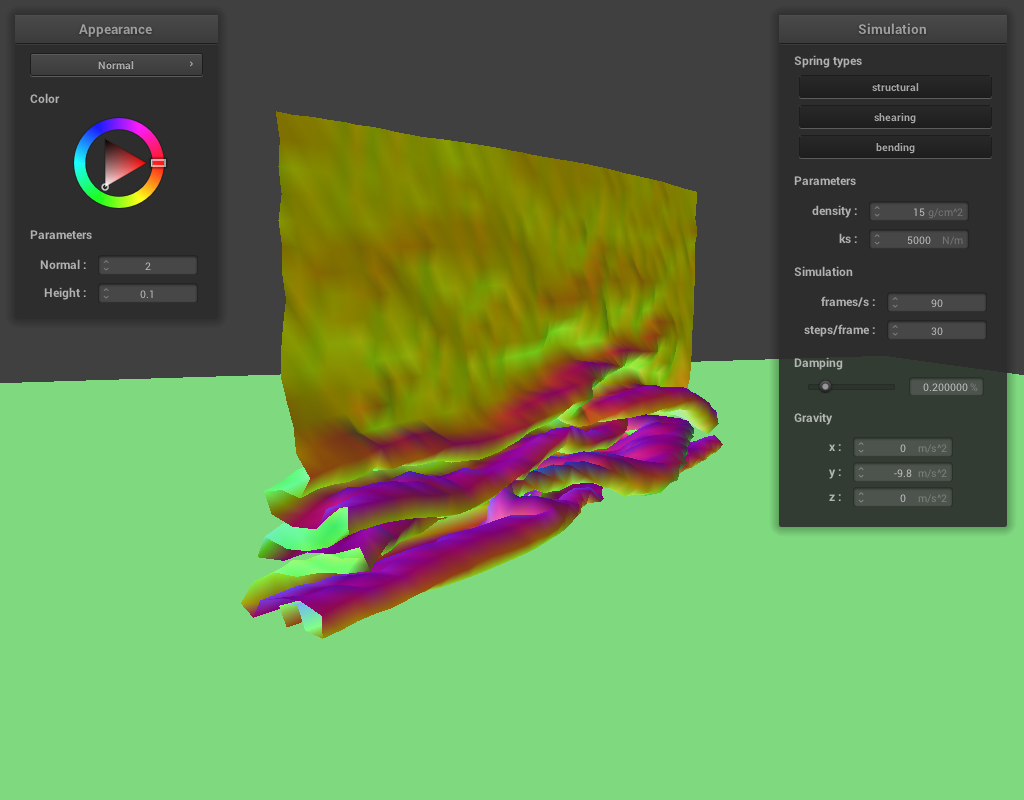 Appearance
Normal
Color
Parameters
Normal : 2
Height : 0.1
Simulation
Spring types
structural
shearing
bending
Parameters
density : 15 g/cm^2
ks : 5000 N/m
Simulation
frames/s : 90
steps/frame : 30
Damping
0.200000 %
Gravity
x : 0 m/s^2
y : -9.8 m/s^2
z : 0 m/s^2